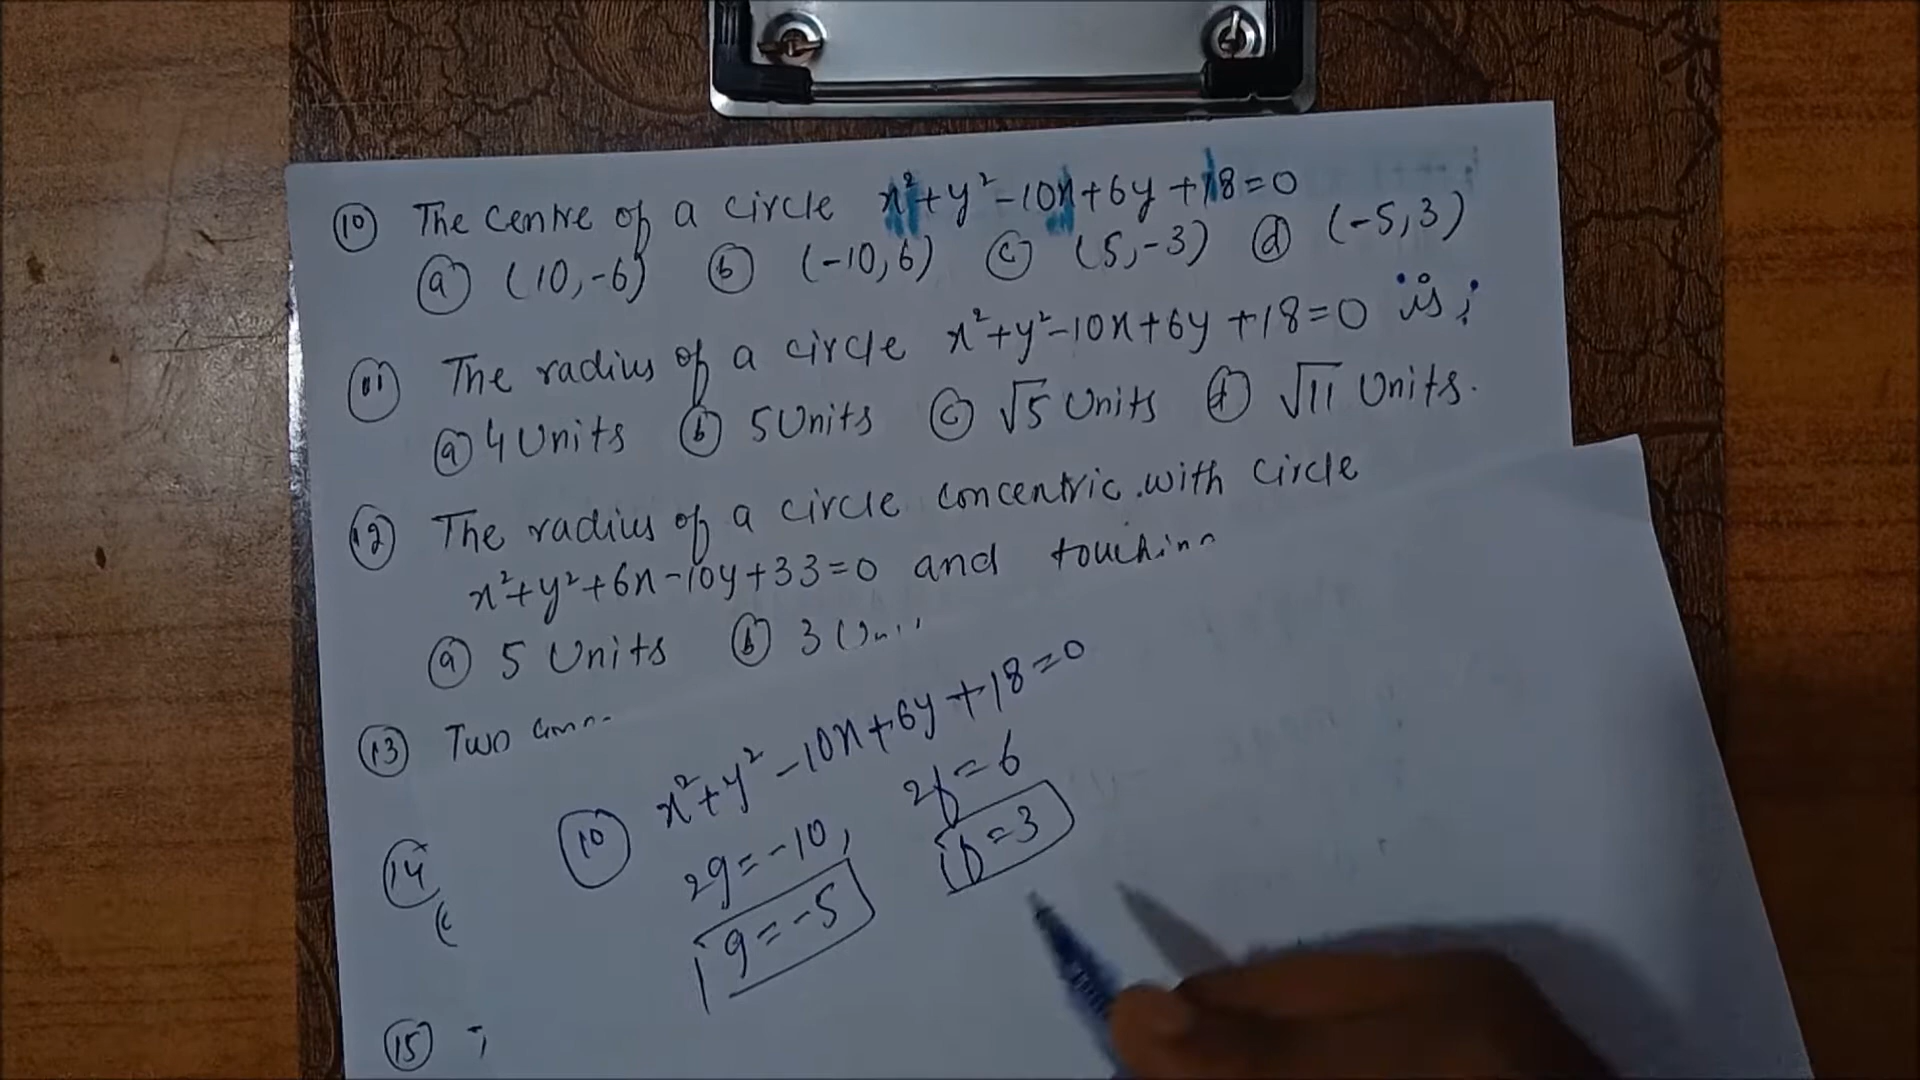 ⑩ The centre of a circle x²+y²-10x+6y+18=0
ⓐ (10,-6) ⓑ (-10,6) ⓒ (5,-3) ⓓ (-5,3)
⑪ The radius of a circle x²+y²-10x+6y+18=0 is;
ⓐ 4 Units ⓑ 5 Units ⓒ √5 Units ⓓ √11 Units.
⑫ The radius of a circle concentric with circle
x²+y²+6x-10y+33=0 and
ⓐ 5 Units ⓑ 3
⑬ Two
⑭
⑮
⑩ x²+y²-10x+6y+18=0
2g=-10, 2f=6
g=-5 f=3